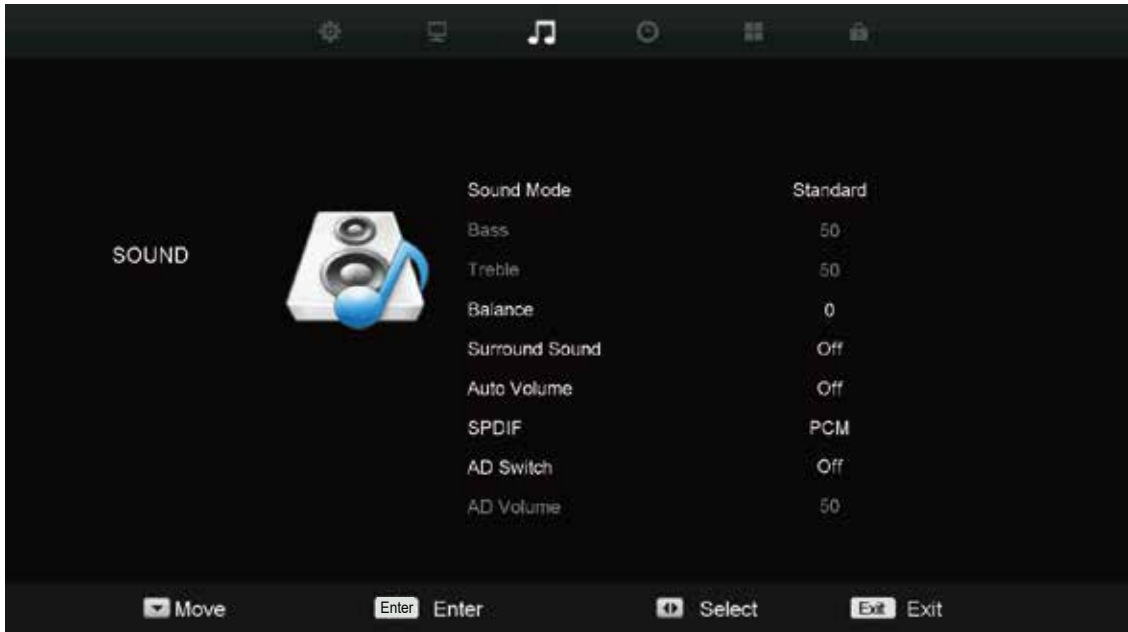 SOUND
Sound Mode Standard
Bass 50
Treble 50
Balance 0
Surround Sound Off
Auto Volume Off
SPDIF PCM
AD Switch Off
AD Volume 50
Move Enter Enter Select Exit Exit